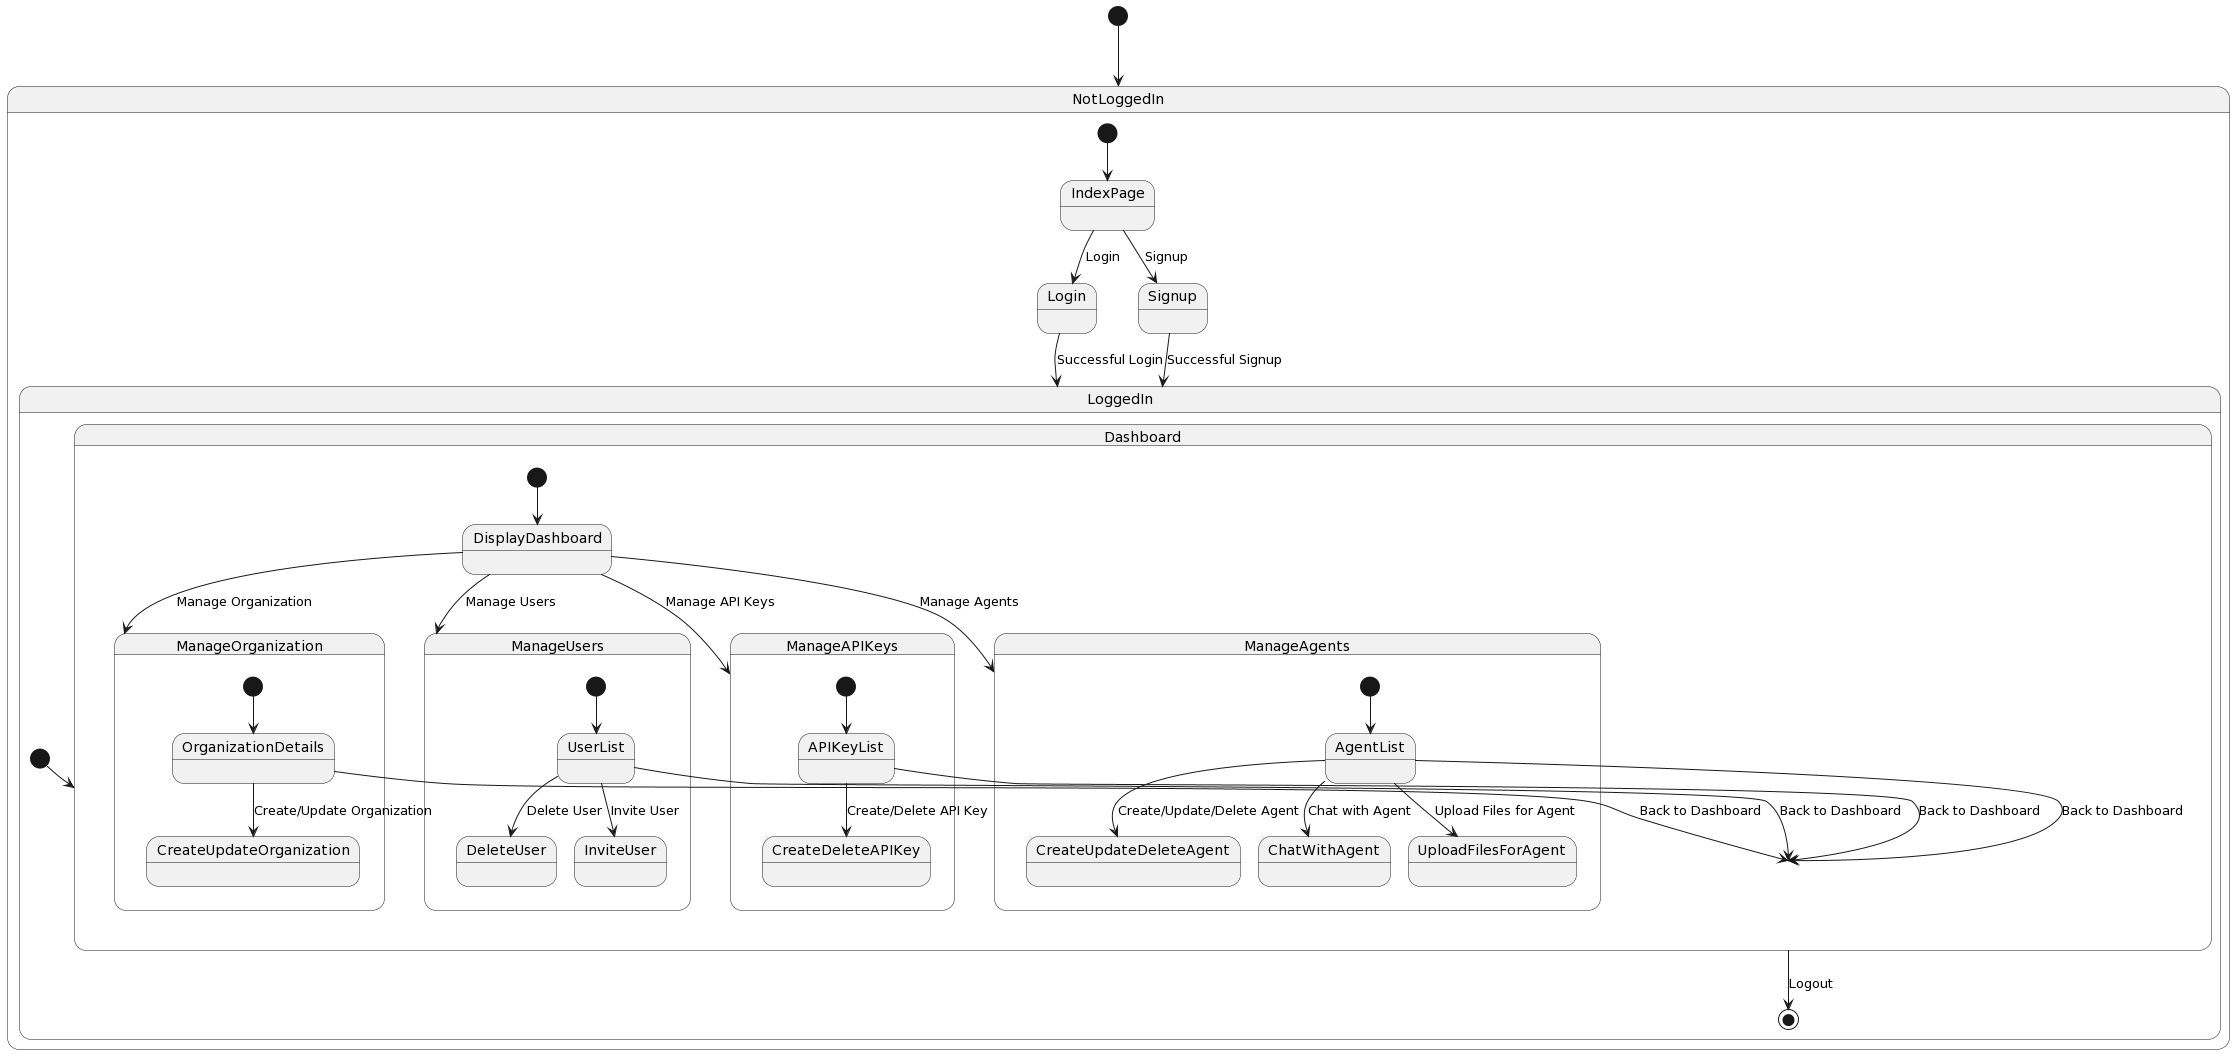 NotLoggedIn
IndexPage
Login
Signup
Login
Signup
Successful Login
Successful Signup
LoggedIn
Dashboard
DisplayDashboard
Manage Organization
Manage Users
Manage API Keys
Manage Agents
ManageOrganization
ManageUsers
ManageAPIKeys
ManageAgents
OrganizationDetails
UserList
APIKeyList
AgentList
Create/Update Organization
Delete User
Invite User
Create/Delete API Key
Create/Update/Delete Agent
Chat with Agent
Upload Files for Agent
Back to Dashboard
Back to Dashboard
Back to Dashboard
Back to Dashboard
CreateUpdateOrganization
DeleteUser
InviteUser
CreateDeleteAPIKey
CreateUpdateDeleteAgent
ChatWithAgent
UploadFilesForAgent
Logout